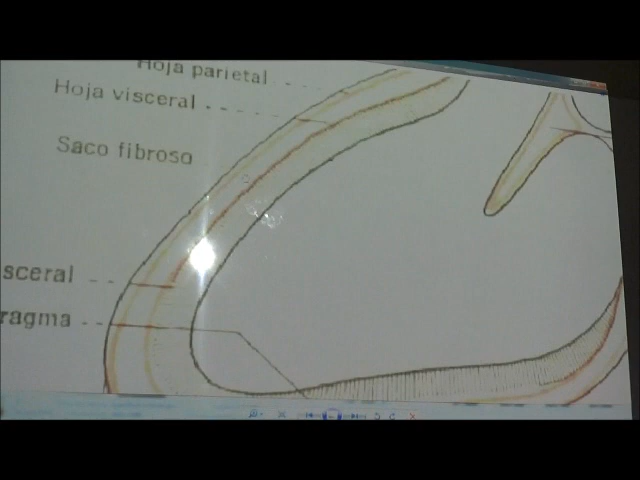 Hoja parietal
Hoja visceral
Saco fibroso
sceral
ragma